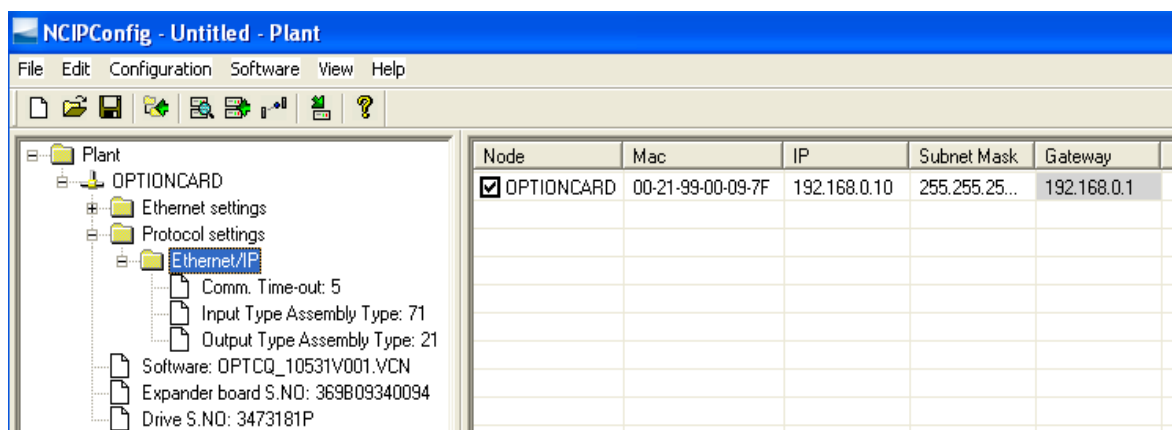 NCIPConfig - Untitled - Plant
File Edit Configuration Software View Help
Plant
OPTIONCARD
Ethernet settings
Protocol settings
Ethernet/IP
Comm. Time-out: 5
Input Type Assembly Type: 71
Output Type Assembly Type: 21
Software: OPTCQ_10531V001.VCN
Expander board S.NO: 369B09340094
Drive S.NO: 3473181P
Node Mac IP Subnet Mask Gateway
OPTIONCARD 00-21-99-00-09-7F 192.168.0.10 255.255.25... 192.168.0.1